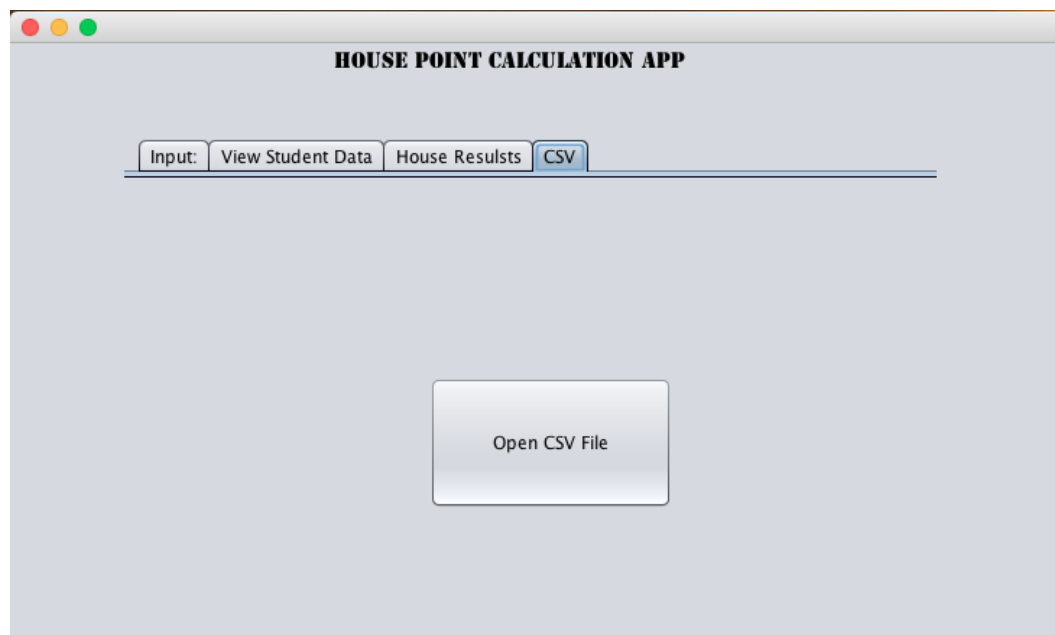 HOUSE POINT CALCULATION APP
Input: View Student Data House Resulsts CSV
Open CSV File